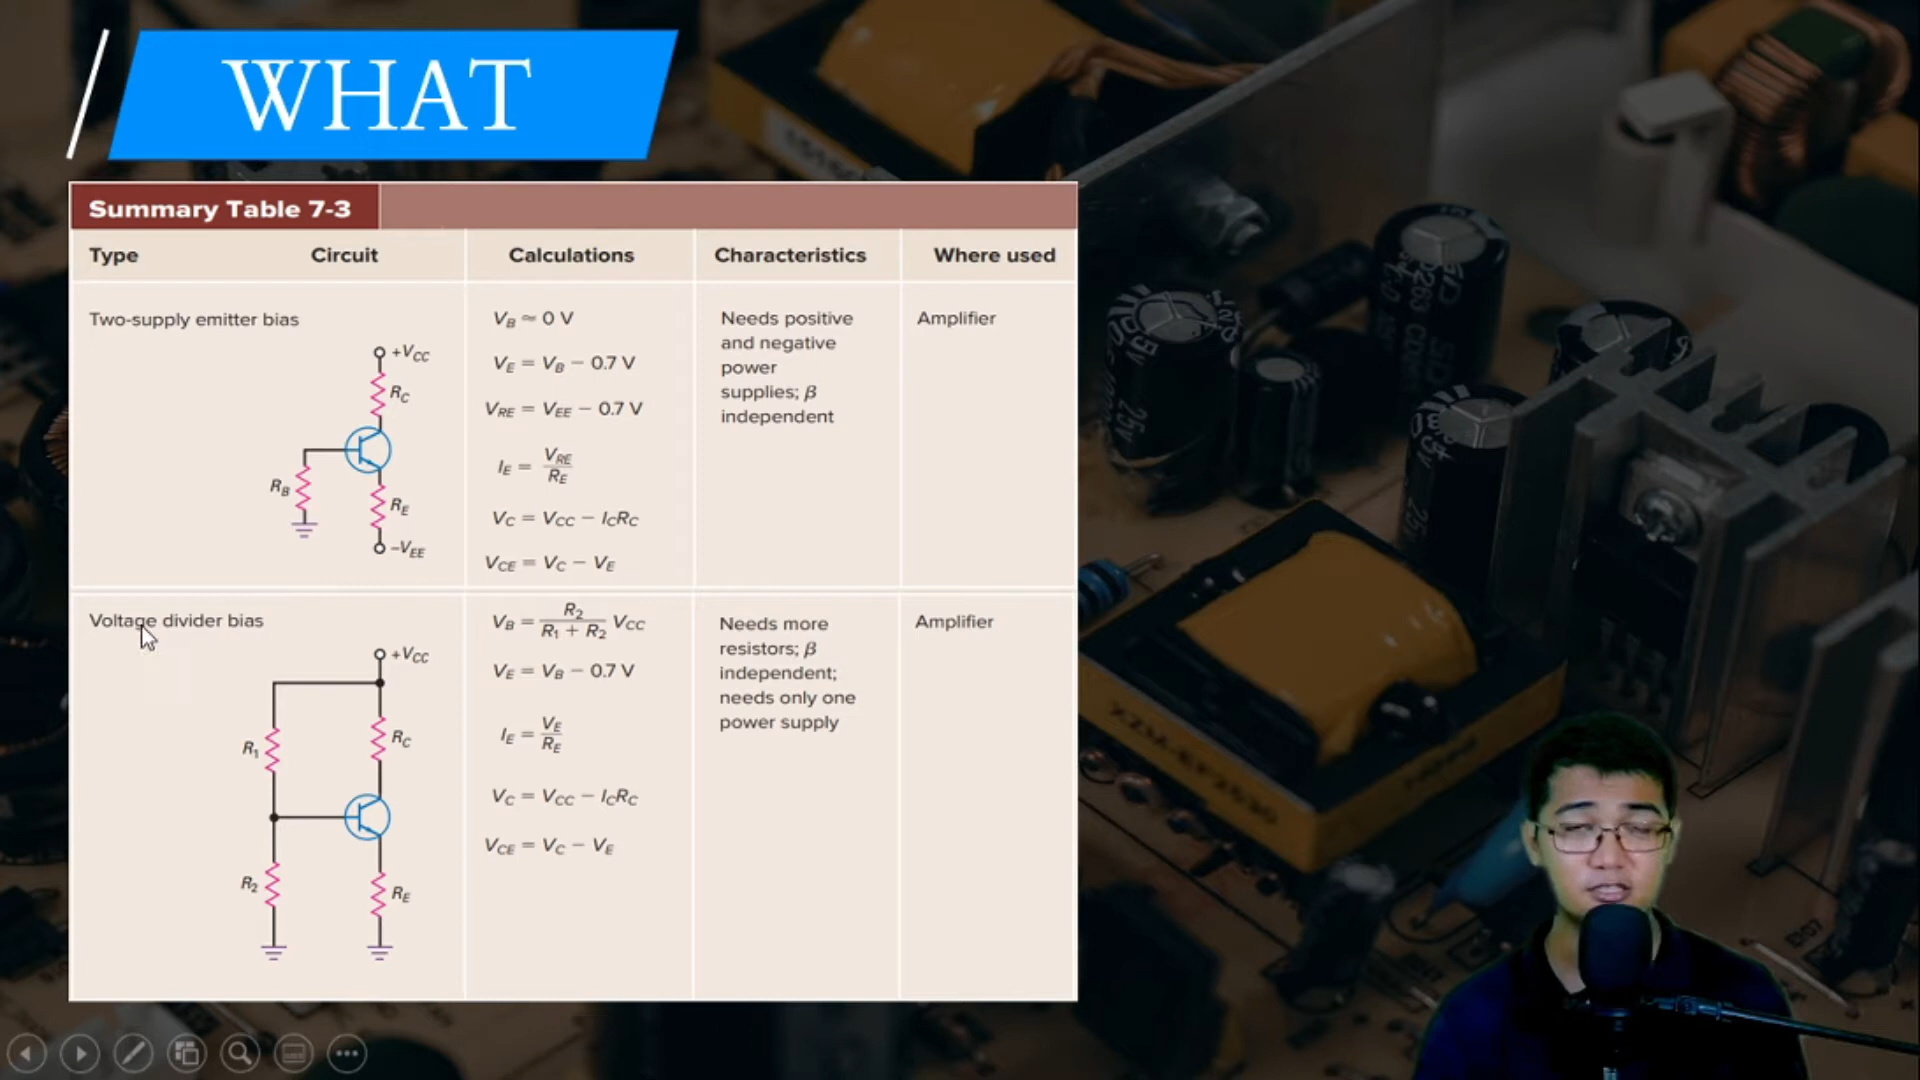 WHAT
Summary Table 7-3
Type Circuit Calculations Characteristics Where used
Two-supply emitter bias
+VCC
RC
RB
RE
−VEE
VB ≈ 0 V
VE = VB − 0.7 V
VRE = VEE − 0.7 V
IE = VRE / RE
VC = VCC − ICRC
VCE = VC − VE
Needs positive
and negative
power
supplies; β
independent
Amplifier
Voltage divider bias
+VCC
R1
RC
R2
RE
VB = R2 / R1 + R2 VCC
VE = VB − 0.7 V
IE = VE / RE
VC = VCC − ICRC
VCE = VC − VE
Needs more
resistors; β
independent;
needs only one
power supply
Amplifier
25V